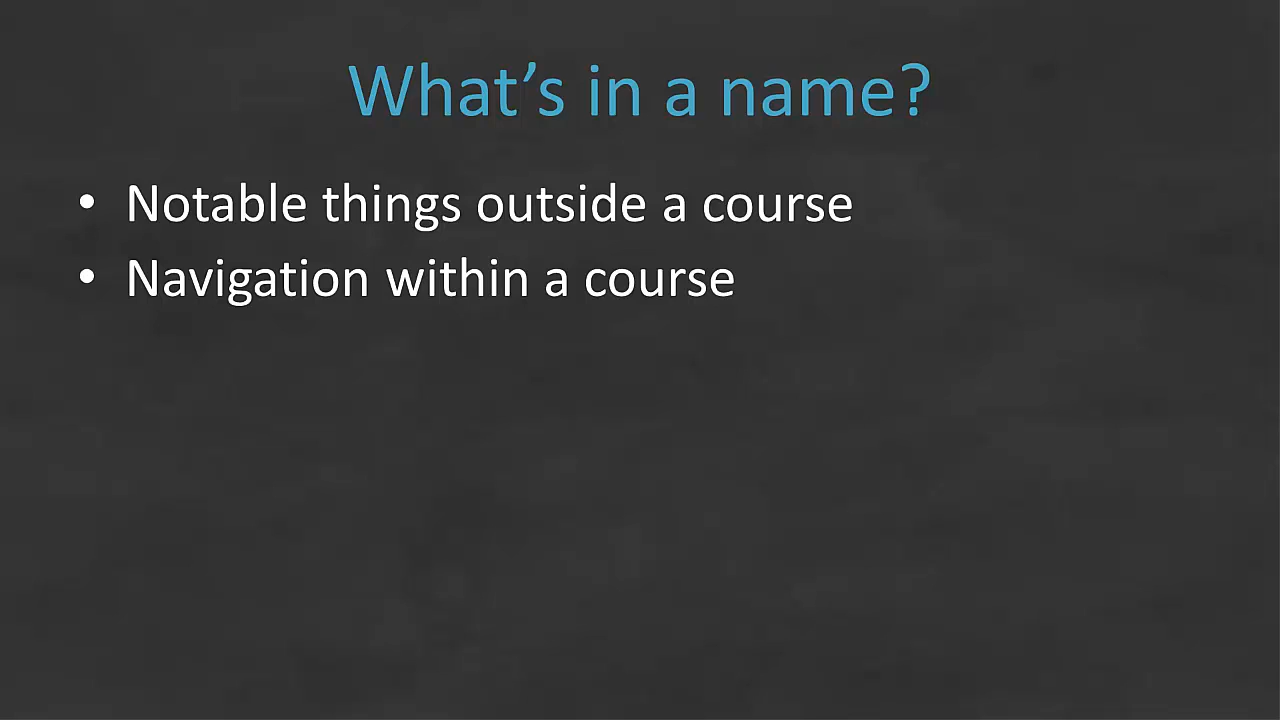 What’s in a name?
• Notable things outside a course
• Navigation within a course